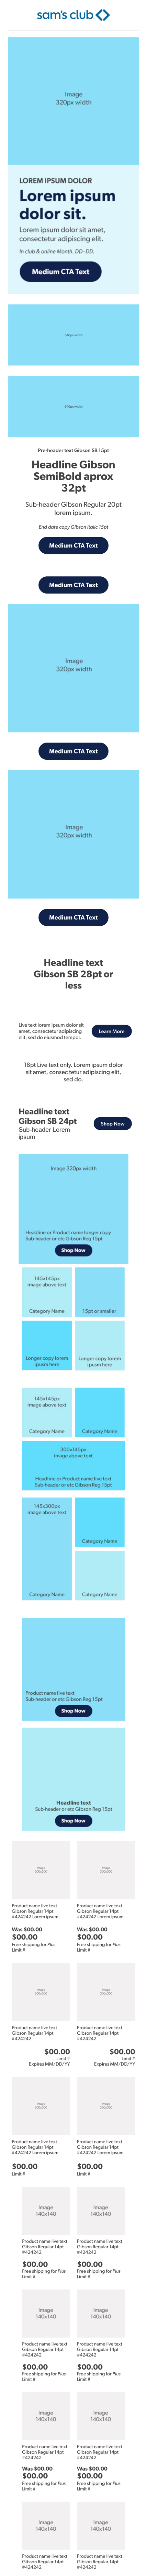 sam's club
Image
320px width
LOREM IPSUM DOLOR
Lorem ipsum
dolor sit.
Lorem ipsum dolor sit amet,
consectetur adipiscing elit.
In club & online Month. DD–DD.
Medium CTA Text
Pre-header text Gibson SB 15pt
Headline Gibson
SemiBold aprox
32pt
Sub-header Gibson Regular 20pt
lorem ipsum.
End date copy Gibson Italic 15pt
Medium CTA Text
Medium CTA Text
Image
320px width
Medium CTA Text
Image
320px width
Medium CTA Text
Headline text
Gibson SB 28pt or
less
Live text lorem ipsum dolor sit
amet, consectetur adipiscing
elit, sed do eiusmod tempor.
Learn More
18pt Live text only. Lorem ipsum dolor
sit amet, consec tetur adipiscing elit,
sed do.
Headline text
Gibson SB 24pt
Sub-header Lorem
ipsum
Shop Now
Image 320px width
Headline or Product name longer copy
Sub-header or etc Gibson Reg 15pt
Shop Now
145x145px
image above text
Category Name
15pt or smaller
Longer copy lorem
ipsum here
Longer copy lorem
ipsum here
145x145px
image above text
Category Name
Category Name
300x145px
image above text
Headline or Product name live text
Sub-header or etc Gibson Reg 15pt
145x300px
image above text
Category Name
Category Name
Category Name
Product name live text
Sub-header or etc Gibson Reg 15pt
Shop Now
Headline text
Sub-header or etc Gibson Reg 15pt
Shop Now
Image
300x300
Image
300x300
Product name live text
Gibson Regular 14pt
#424242 Lorem ipsum
Was $00.00
$00.00
Free shipping for Plus
Limit #
Product name live text
Gibson Regular 14pt
#424242 Lorem ipsum
Was $00.00
$00.00
Free shipping for Plus
Limit #
Image
300x300
Image
300x300
Product name live text
Gibson Regular 14pt
#424242
$00.00
Limit #
Expires MM/DD/YY
Product name live text
Gibson Regular 14pt
#424242
$00.00
Limit #
Expires MM/DD/YY
Image
300x300
Image
300x300
Product name live text
Gibson Regular 14pt
#424242 Lorem ipsum
$00.00
Limit #
Product name live text
Gibson Regular 14pt
#424242 Lorem ipsum
$00.00
Limit #
Image
140x140
Image
140x140
Product name live text
Gibson Regular 14pt
#424242
$00.00
Free shipping for Plus
Limit #
Product name live text
Gibson Regular 14pt
#424242
$00.00
Free shipping for Plus
Limit #
Image
140x140
Image
140x140
Product name live text
Gibson Regular 14pt
#424242
$00.00
Free shipping for Plus
Limit #
Product name live text
Gibson Regular 14pt
#424242
$00.00
Free shipping for Plus
Limit #
Image
140x140
Image
140x140
Product name live text
Gibson Regular 14pt
#424242
Was $00.00
$00.00
Free shipping for Plus
Limit #
Product name live text
Gibson Regular 14pt
#424242
Was $00.00
$00.00
Free shipping for Plus
Limit #
Image
140x140
Image
140x140
Product name live text
Gibson Regular 14pt
#424242
Product name live text
Gibson Regular 14pt
#424242